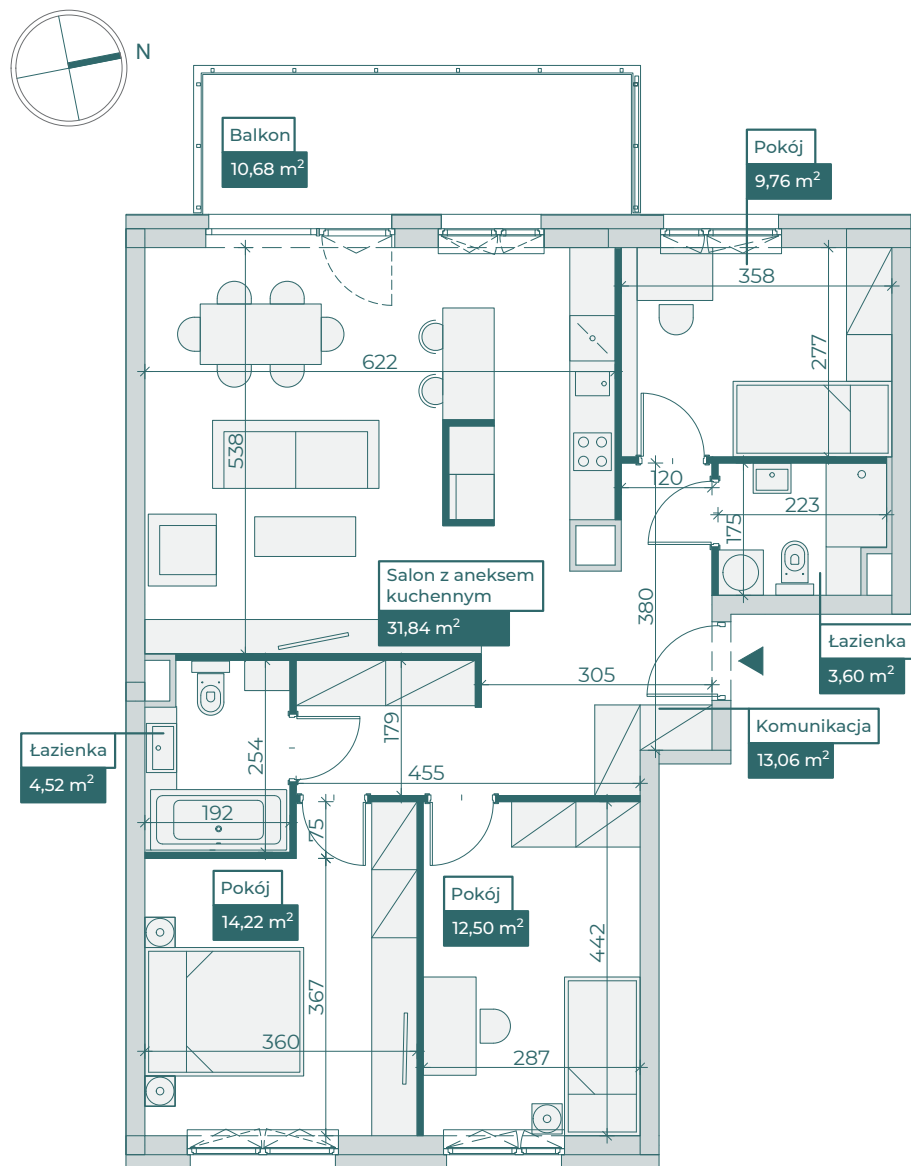 N
Balkon
10,68 m²
Pokój
9,76 m²
358
277
622
538
120
223
175
Salon z aneksem
kuchennym
31,84 m²
380
Łazienka
3,60 m²
305
Komunikacja
13,06 m²
179
254
Łazienka
4,52 m²
455
192
75
Pokój
14,22 m²
Pokój
12,50 m²
442
367
360
287